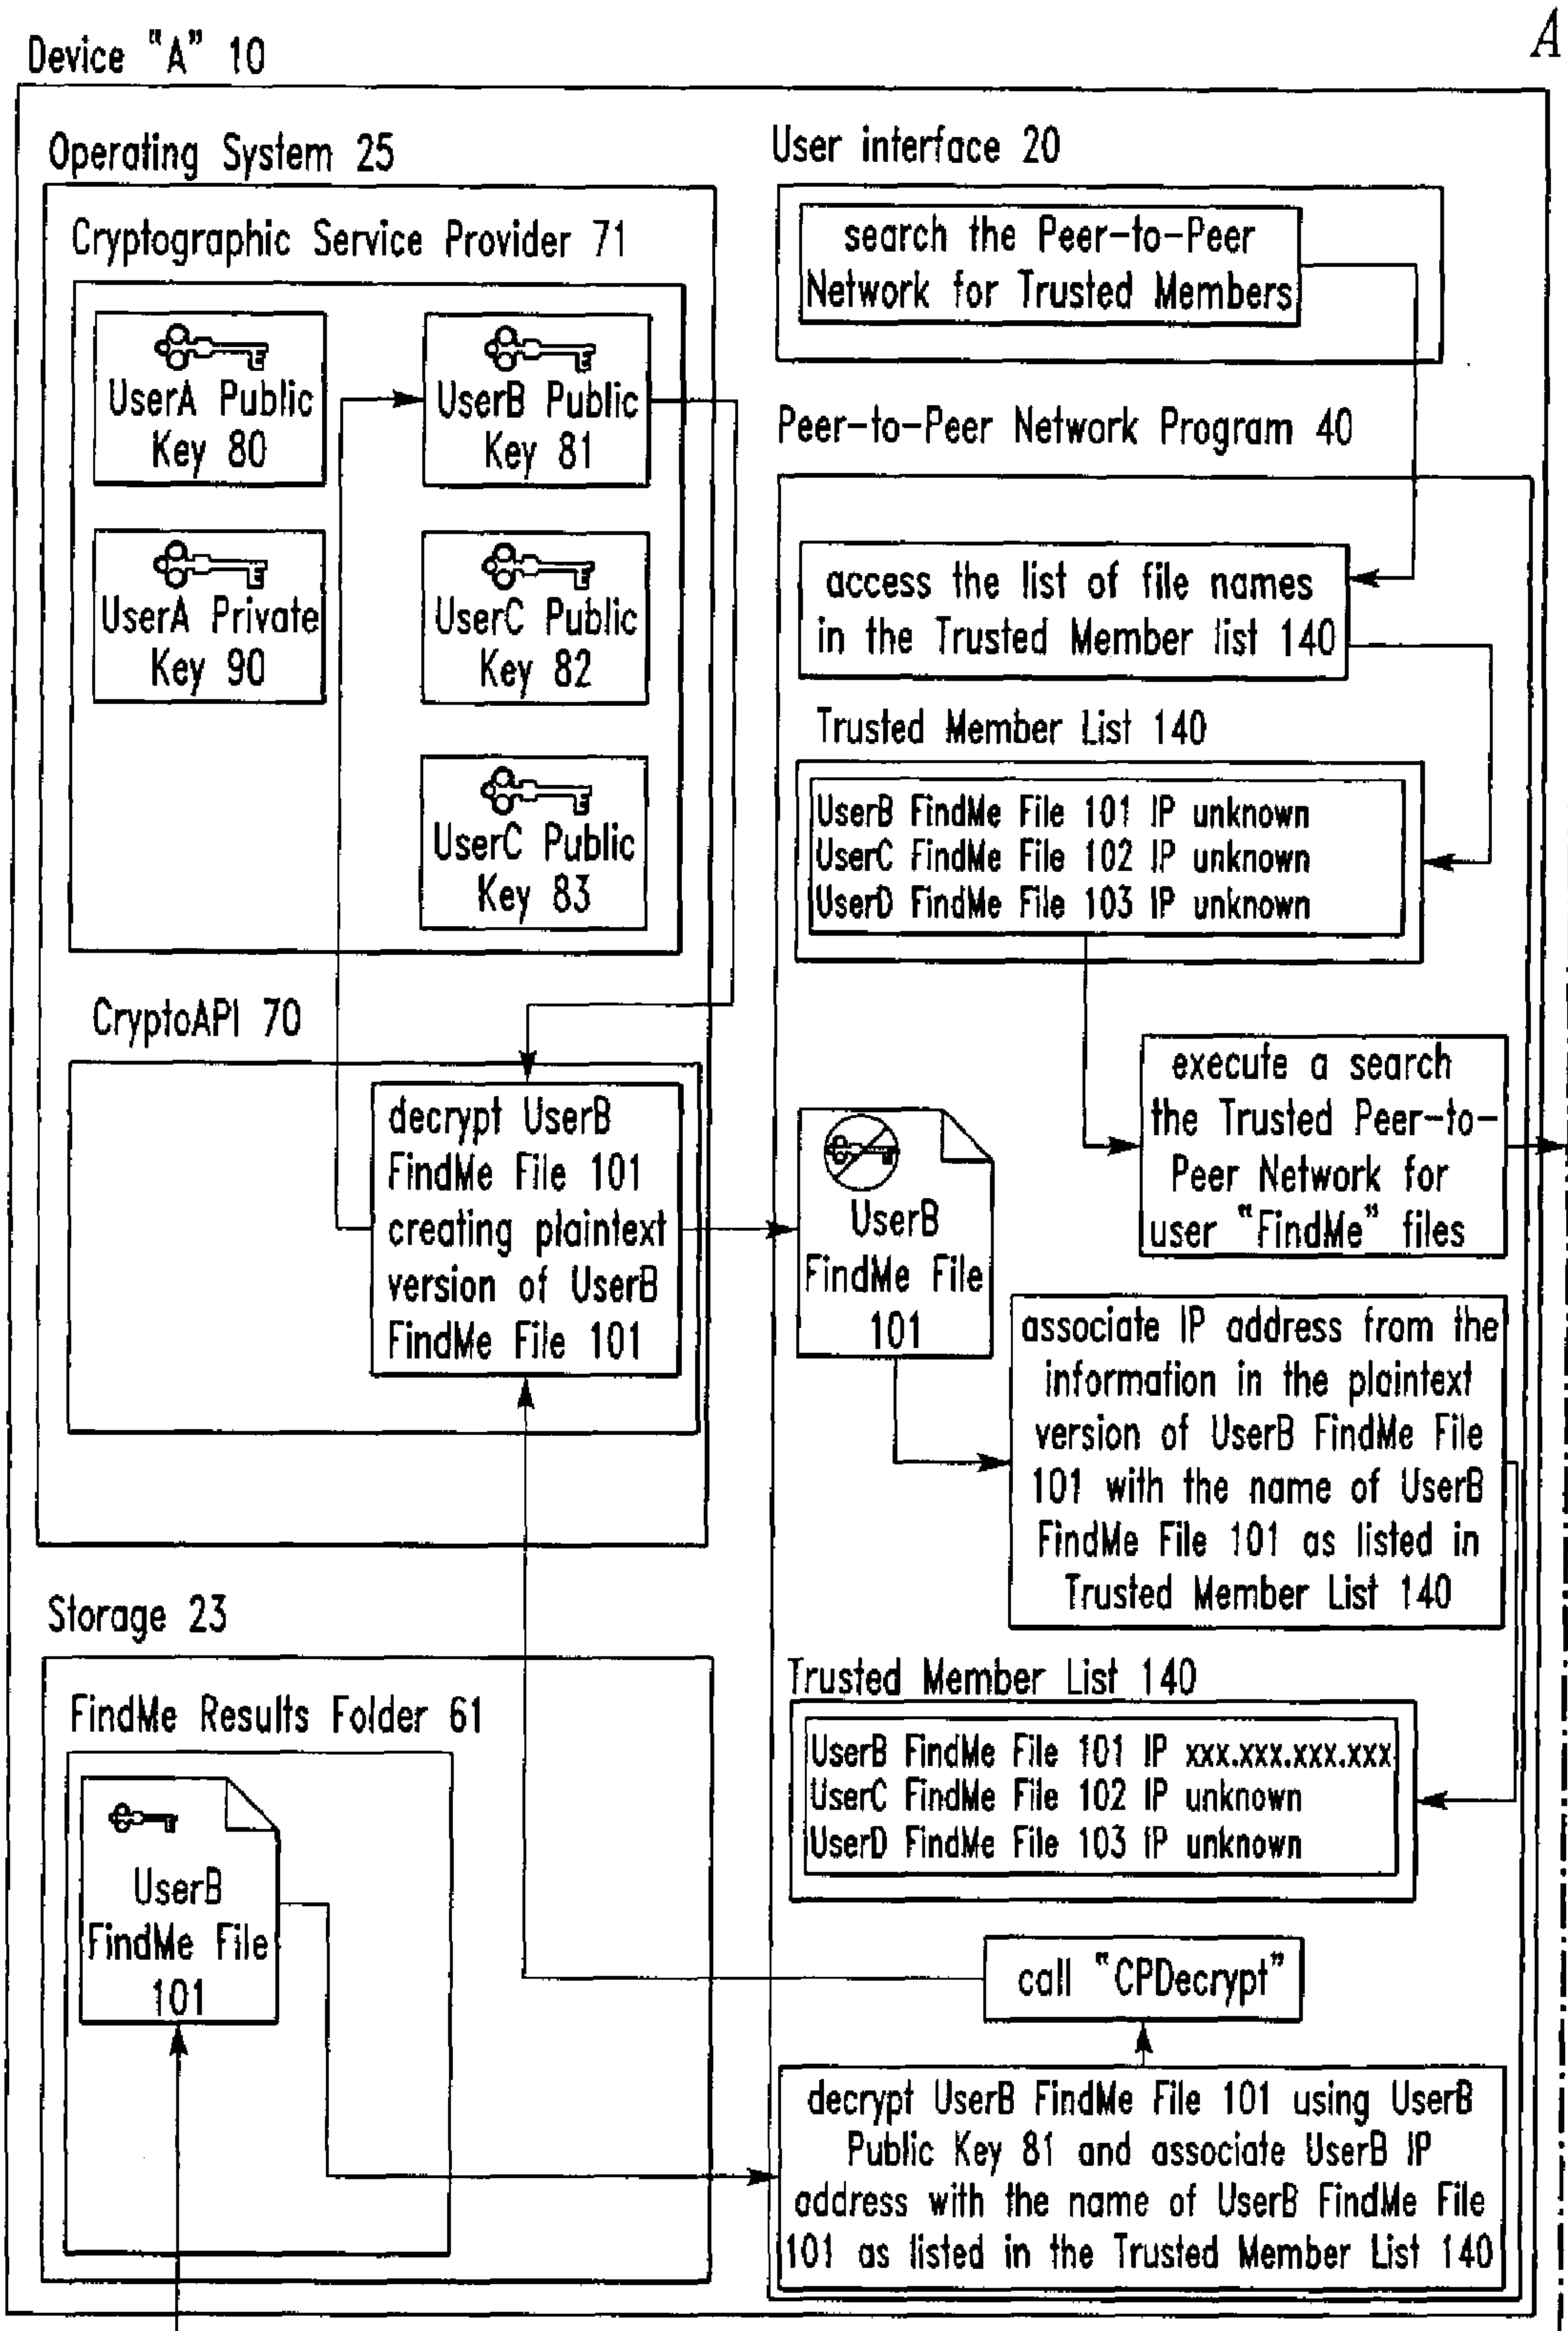 A
Device "A" 10
Operating System 25
Cryptographic Service Provider 71
UserA Public
Key 80
UserB Public
Key 81
UserA Private
Key 90
UserC Public
Key 82
UserC Public
Key 83
CryptoAPI 70
decrypt UserB
FindMe File 101
creating plaintext
version of UserB
FindMe File 101
Storage 23
FindMe Results Folder 61
UserB
FindMe File
101
User interface 20
search the Peer-to-Peer
Network for Trusted Members
Peer-to-Peer Network Program 40
access the list of file names
in the Trusted Member list 140
Trusted Member List 140
UserB FindMe File 101 IP unknown
UserC FindMe File 102 IP unknown
UserD FindMe File 103 IP unknown
execute a search
the Trusted Peer-to-
Peer Network for
user "FindMe" files
UserB
FindMe File
101
associate IP address from the
information in the plaintext
version of UserB FindMe File
101 with the name of UserB
FindMe File 101 as listed in
Trusted Member List 140
Trusted Member List 140
UserB FindMe File 101 IP xxx.xxx.xxx.xxx
UserC FindMe File 102 IP unknown
UserD FindMe File 103 IP unknown
call "CPDecrypt"
decrypt UserB FindMe File 101 using UserB
Public Key 81 and associate UserB IP
address with the name of UserB FindMe File
101 as listed in the Trusted Member List 140